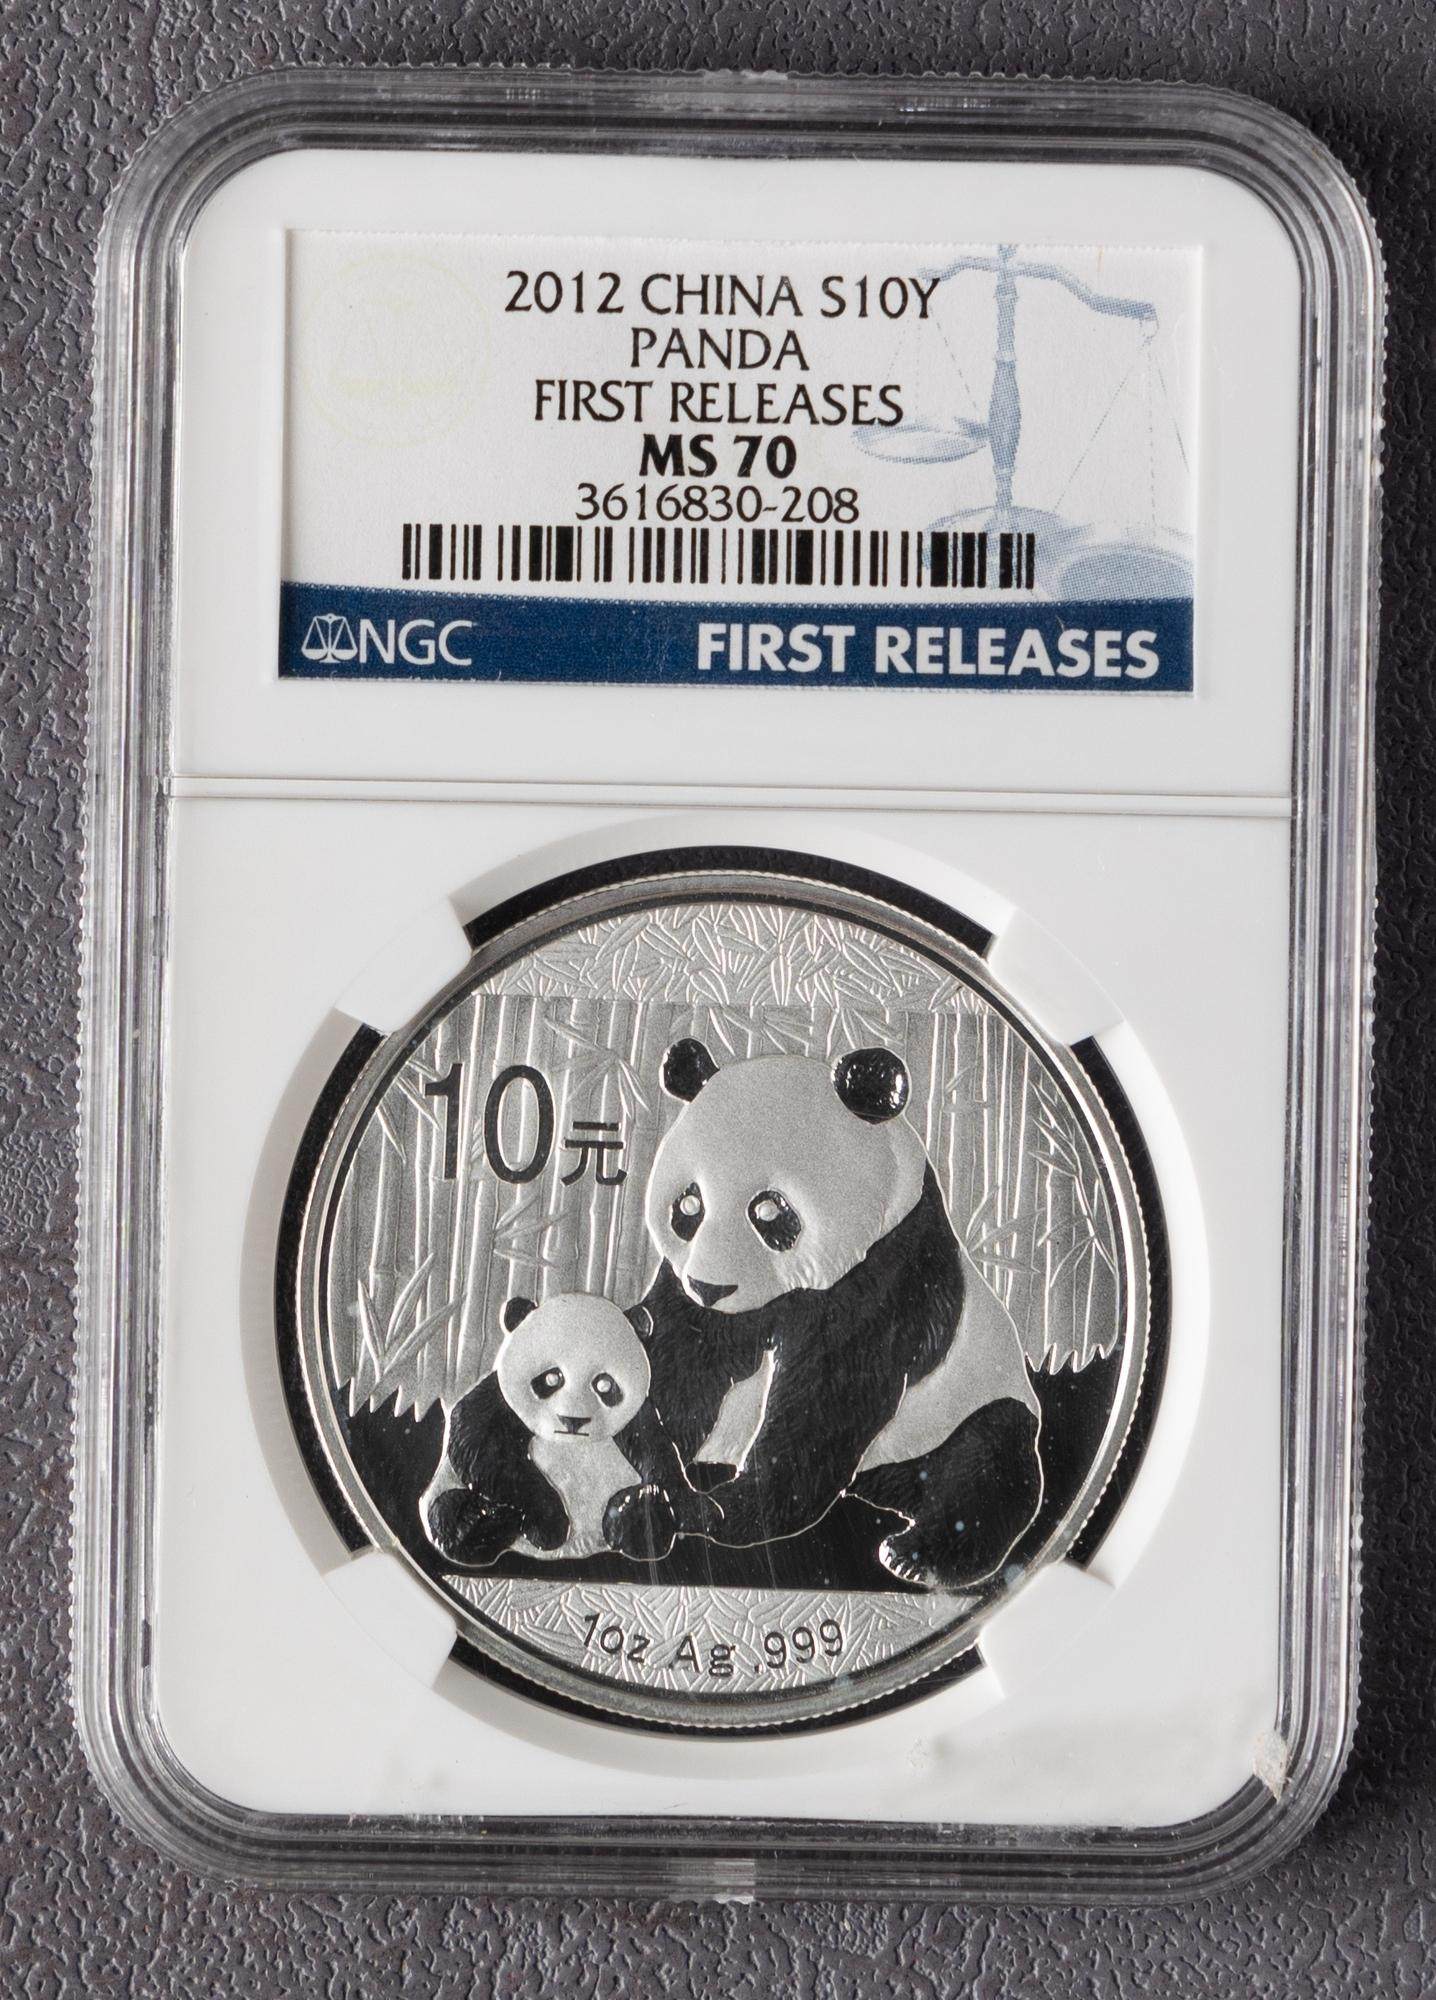 2012 CHINA S10Y
PANDA
FIRST RELEASES
MS 70
3616830-208
NGC FIRST RELEASES
10元
1oz Ag .999